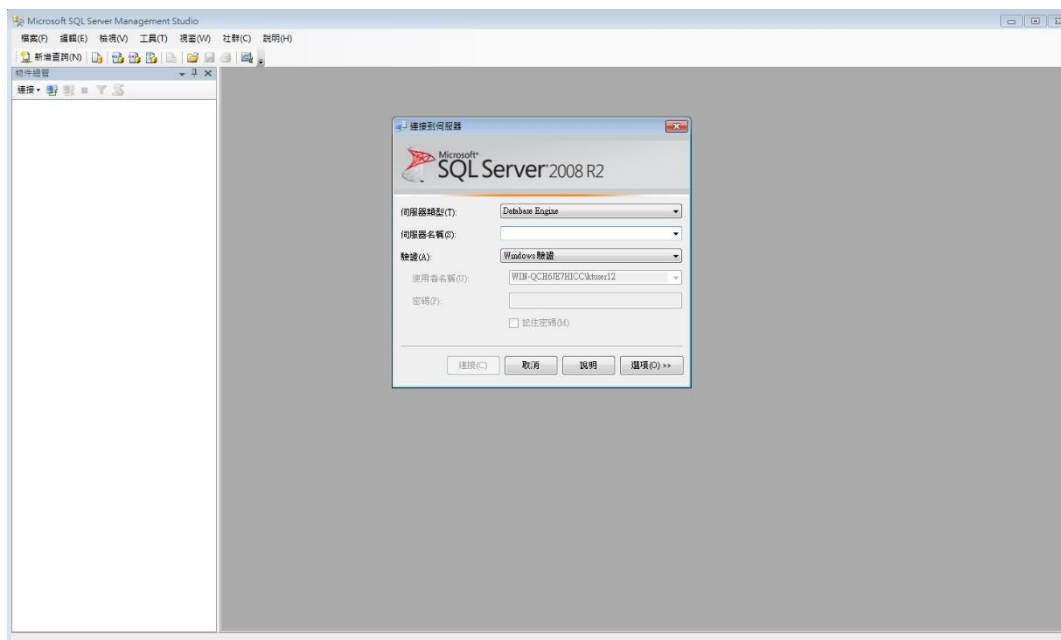 Microsoft SQL Server Management Studio
檔案(F) 編輯(E) 檢視(V) 工具(T) 視窗(W) 社群(C) 說明(H)
新增查詢(N)
物件總管
連接
連接到伺服器
Microsoft
SQL Server 2008 R2
伺服器類型(T): Database Engine
伺服器名稱(S):
驗證(A): Windows 驗證
使用者名稱(U):
密碼(P):
記住密碼(M)
連接(C) 取消 說明 選項(O) >>